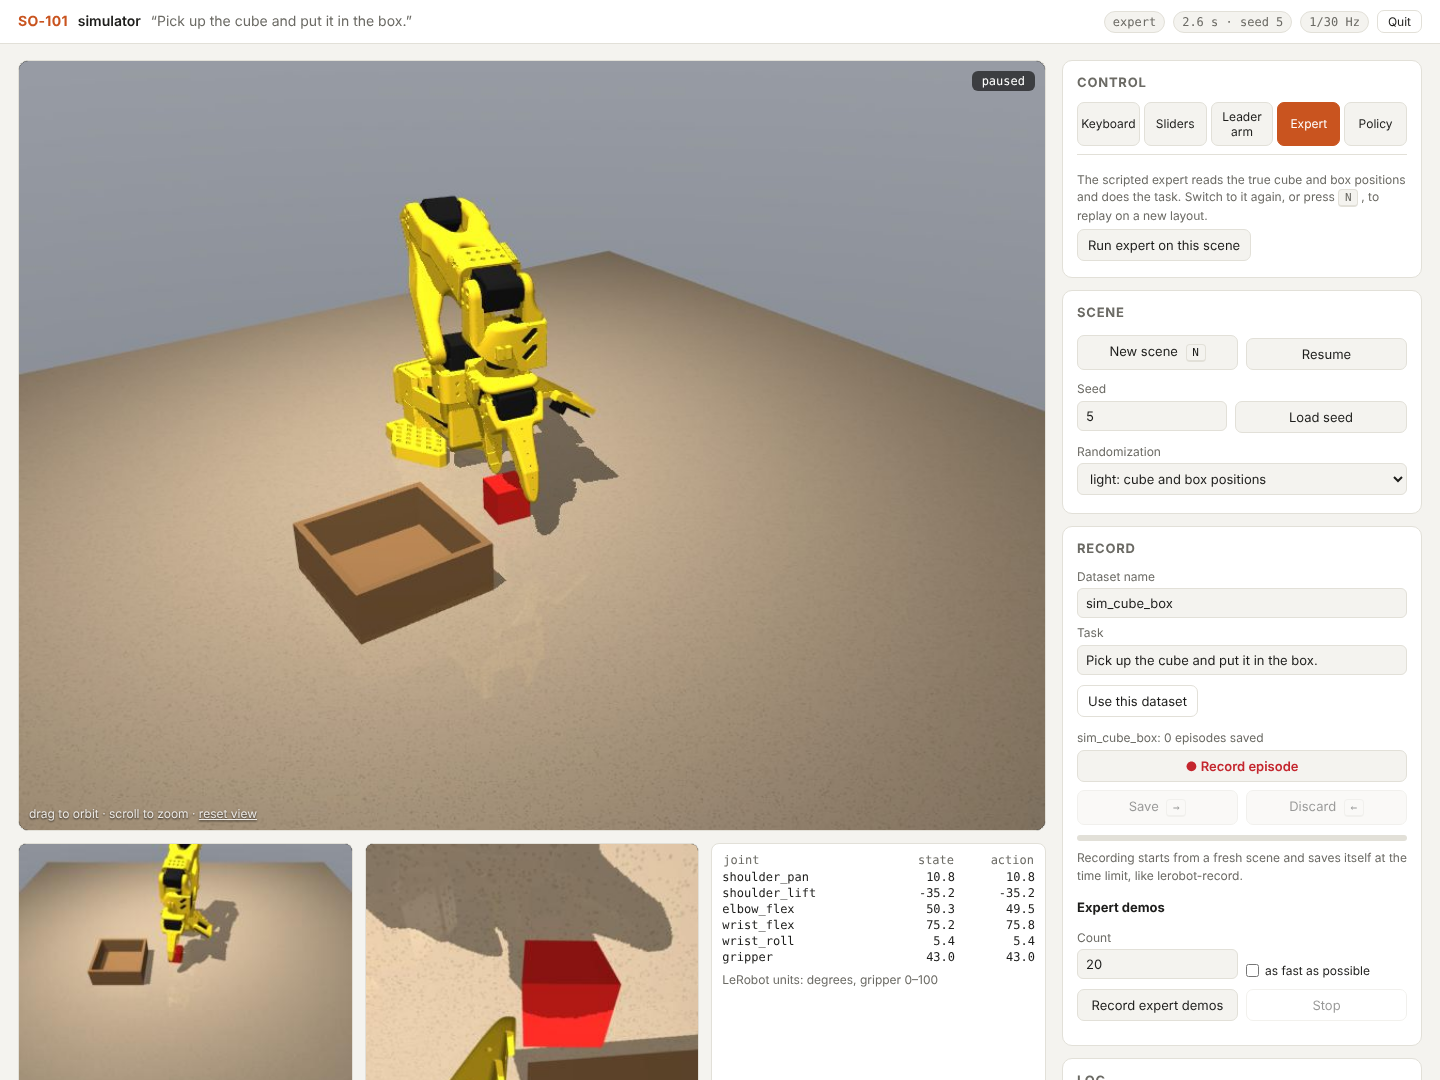 SO-101 simulator “Pick up the cube and put it in the box.”
expert 2.6 s · seed 5 1/30 Hz Quit
paused
drag to orbit · scroll to zoom · reset view
joint state action
shoulder_pan 10.8 10.8
shoulder_lift -35.2 -35.2
elbow_flex 50.3 49.5
wrist_flex 75.2 75.8
wrist_roll 5.4 5.4
gripper 43.0 43.0
LeRobot units: degrees, gripper 0–100
CONTROL
Keyboard Sliders Leader arm Expert Policy
The scripted expert reads the true cube and box positions
and does the task. Switch to it again, or press N , to
replay on a new layout.
Run expert on this scene
SCENE
New scene N Resume
Seed
5 Load seed
Randomization
light: cube and box positions
RECORD
Dataset name
sim_cube_box
Task
Pick up the cube and put it in the box.
Use this dataset
sim_cube_box: 0 episodes saved
● Record episode
Save → Discard ←
Recording starts from a fresh scene and saves itself at the
time limit, like lerobot-record.
Expert demos
Count
20 as fast as possible
Record expert demos Stop
LOG